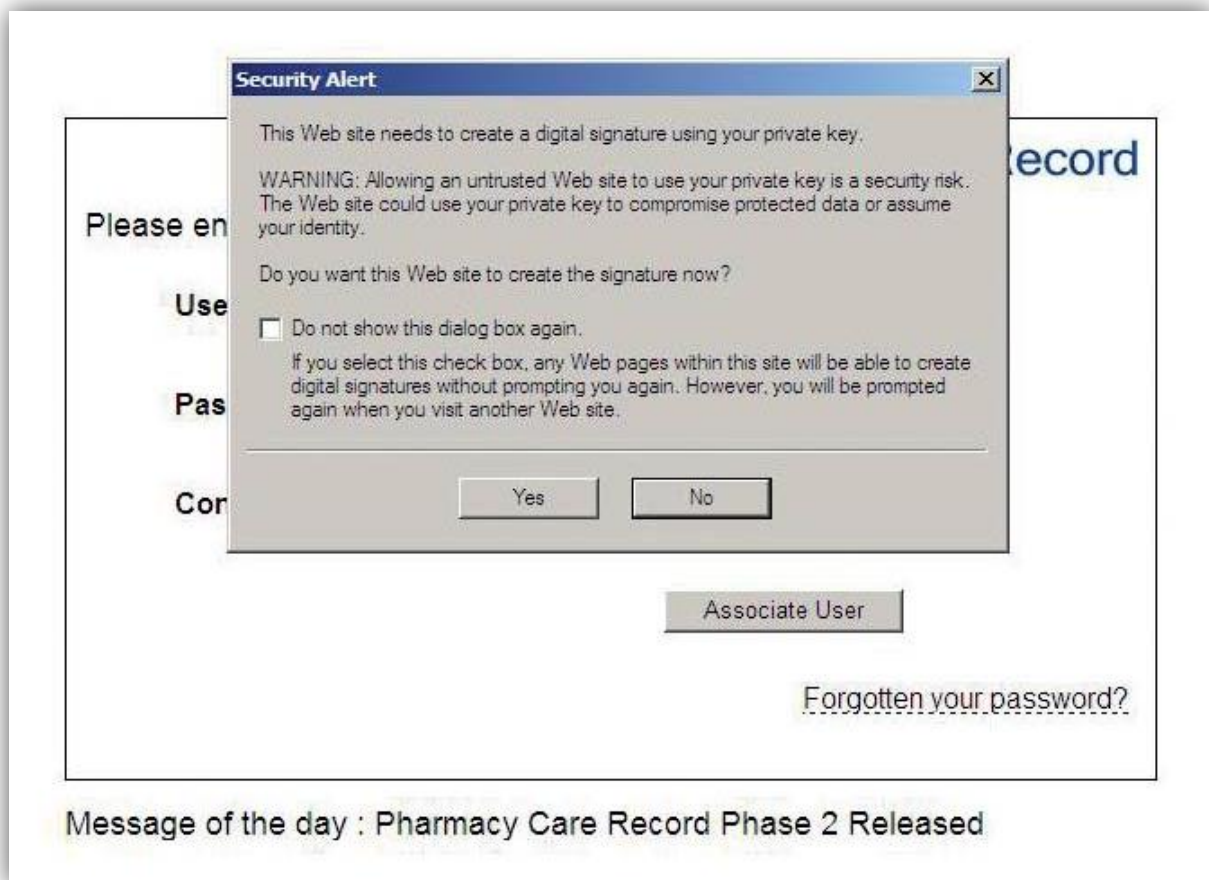 Security Alert
This Web site needs to create a digital signature using your private key.
WARNING: Allowing an untrusted Web site to use your private key is a security risk.
The Web site could use your private key to compromise protected data or assume
your identity.
Do you want this Web site to create the signature now?
Do not show this dialog box again.
If you select this check box, any Web pages within this site will be able to create
digital signatures without prompting you again. However, you will be prompted
again when you visit another Web site.
Yes No
ecord
Please en
Use
Pas
Con
Associate User
Forgotten your password?
Message of the day : Pharmacy Care Record Phase 2 Released